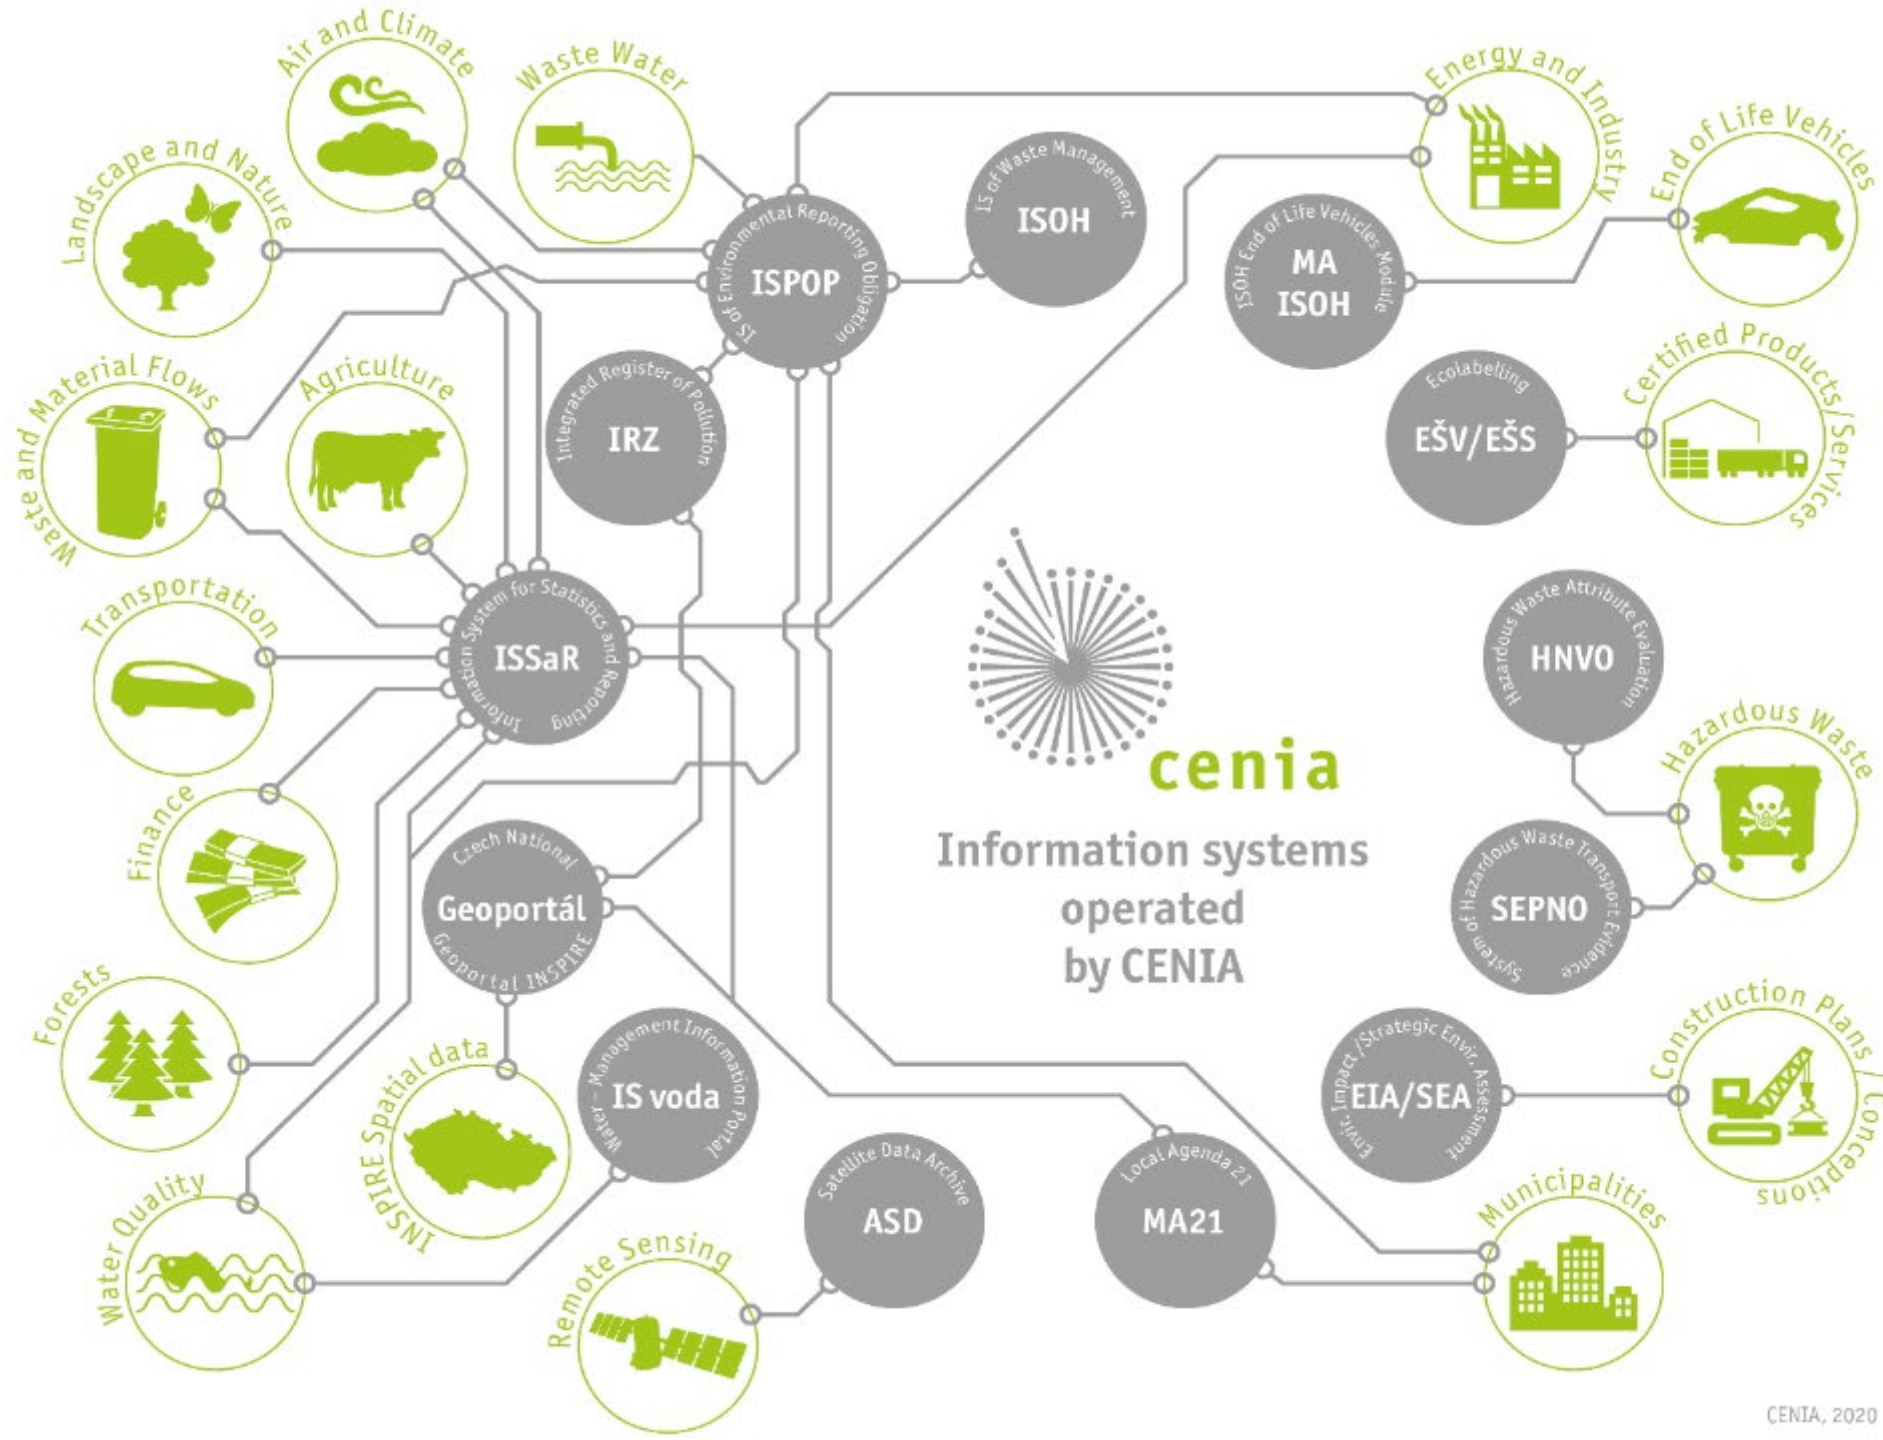 Air and Climate
Waste Water
Energy and Industry
End of Life Vehicles
Landscape and Nature
IS of Environmental Reporting Obligation
ISPOP
IS of Waste Management
ISOH
ISOH End of Life Vehicles Module
MA
ISOH
Waste and Material Flows
Agriculture
Integrated Register of Pollution
IRZ
Ecolabelling
EŠV/EŠS
Certified Products/Services
Transportation
Information System for Statistics and Reporting
ISSaR
Hazardous Waste Attribute Evaluation
HNVO
cenia
Information systems
operated
by CENIA
Hazardous Waste
Finance
Czech National
Geoportál
Geoportal INSPIRE
System of Hazardous Waste Transport Evidence
SEPNO
Forests
INSPIRE Spatial data
Water - Management Information Portal
IS voda
Envir. Impact /Strategic Envir. Assessment
EIA/SEA
Construction Plans / Conceptions
Water Quality
Remote Sensing
Satellite Data Archive
ASD
Local Agenda 21
MA21
Municipalities
CENIA, 2020